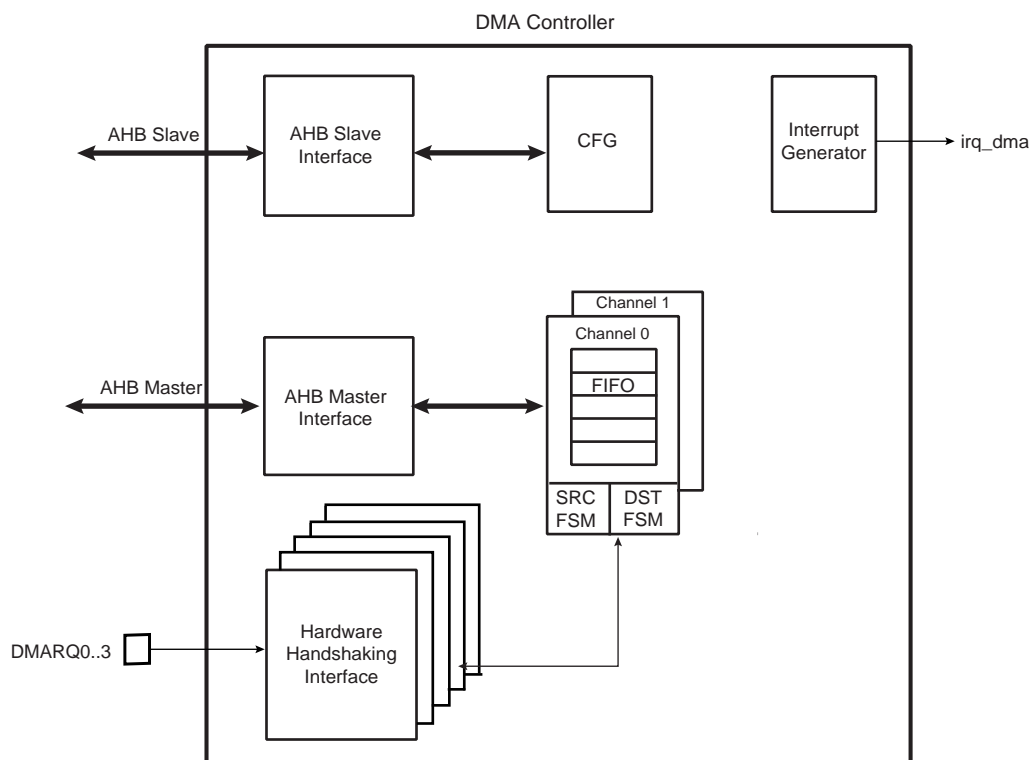 DMA Controller
AHB Slave
AHB Slave
Interface
CFG
Interrupt
Generator
irq_dma
Channel 1
Channel 0
FIFO
AHB Master
AHB Master
Interface
SRC
FSM
DST
FSM
DMARQ0..3
Hardware
Handshaking
Interface